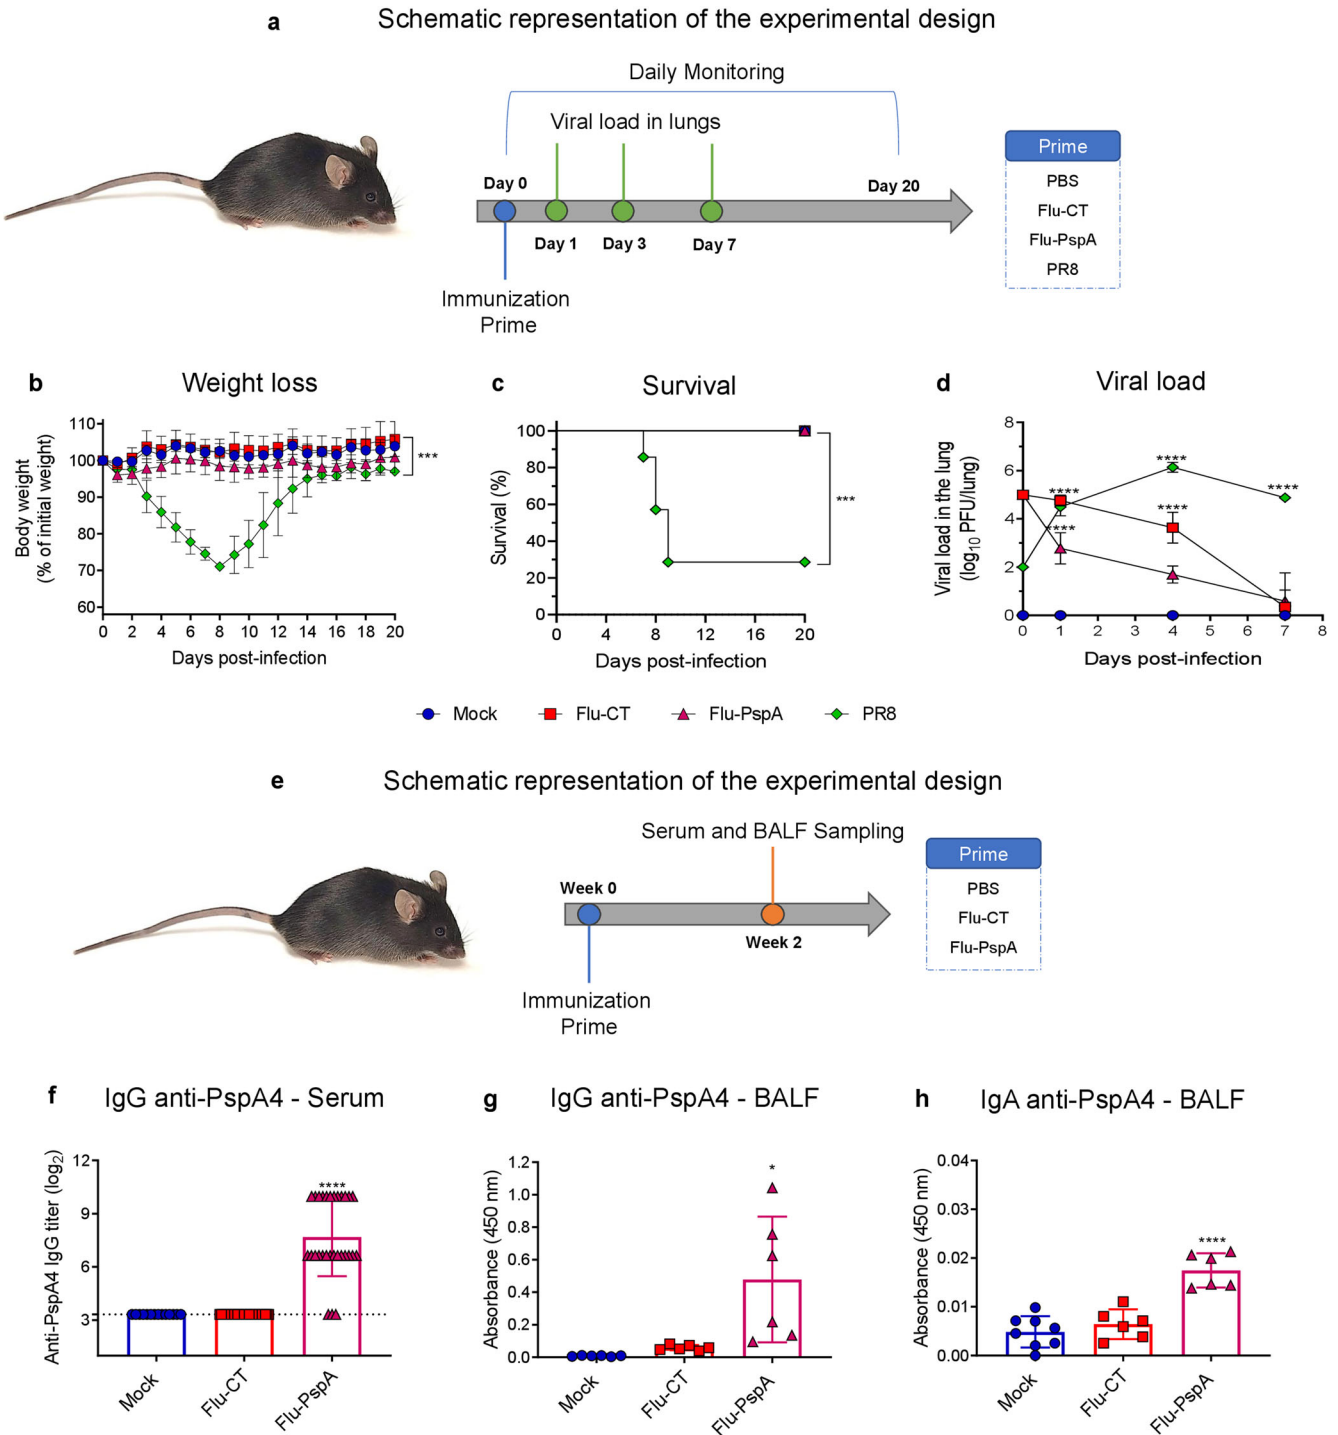 a Schematic representation of the experimental design
Daily Monitoring
Viral load in lungs
Day 0
Day 20
Day 1 Day 3 Day 7
Immunization
Prime
Prime
PBS
Flu-CT
Flu-PspA
PR8
b Weight loss
Body weight
(% of initial weight)
110
100
90
80
70
60
0 2 4 6 8 10 12 14 16 18 20
Days post-infection
***
c Survival
Survival (%)
100
80
60
40
20
0
0 4 8 12 16 20
Days post-infection
***
d Viral load
Viral load in the lung
(log10 PFU/lung)
8
6
4
2
0
0 1 2 3 4 5 6 7 8
Days post-infection
****
****
****
****
****
Mock Flu-CT Flu-PspA PR8
e Schematic representation of the experimental design
Serum and BALF Sampling
Week 0
Week 2
Immunization
Prime
Prime
PBS
Flu-CT
Flu-PspA
f IgG anti-PspA4 - Serum
Anti-PspA4 IgG titer (log2)
12
9
6
3
****
Mock
Flu-CT
Flu-PspA
g IgG anti-PspA4 - BALF
Absorbance (450 nm)
1.2
1.0
0.8
0.6
0.4
0.2
0.0
*
Mock
Flu-CT
Flu-PspA
h IgA anti-PspA4 - BALF
Absorbance (450 nm)
0.04
0.03
0.02
0.01
0.00
****
Mock
Flu-CT
Flu-PspA